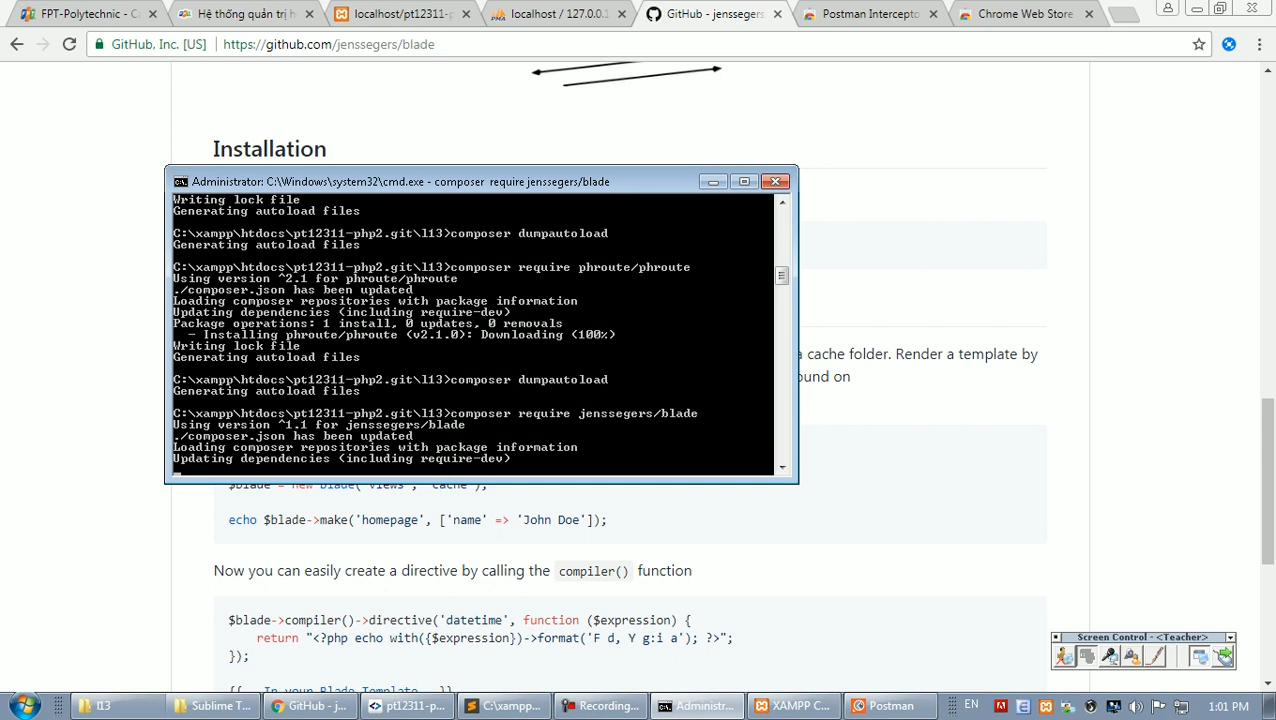 FPT-Polytechnic - C
Hệ thống quản trị h
localhost/pt12311-p
localhost / 127.0.0.1
GitHub - jenssegers
Postman Intercepto
Chrome Web Store
GitHub, Inc. [US]
https://github.com/jenssegers/blade
Installation
Administrator: C:\Windows\system32\cmd.exe - composer require jenssegers/blade
Writing lock file
Generating autoload files
C:\xampp\htdocs\pt12311-php2.git\l13>composer dumpautoload
Generating autoload files
C:\xampp\htdocs\pt12311-php2.git\l13>composer require phroute/phroute
Using version ^2.1 for phroute/phroute
./composer.json has been updated
Loading composer repositories with package information
Updating dependencies (including require-dev)
Package operations: 1 install, 0 updates, 0 removals
- Installing phroute/phroute (v2.1.0): Downloading (100%)
Writing lock file
Generating autoload files
C:\xampp\htdocs\pt12311-php2.git\l13>composer dumpautoload
Generating autoload files
C:\xampp\htdocs\pt12311-php2.git\l13>composer require jenssegers/blade
Using version ^1.1 for jenssegers/blade
./composer.json has been updated
Loading composer repositories with package information
Updating dependencies (including require-dev)
a cache folder. Render a template by
ound on
$blade = new Blade('views', 'cache');
echo $blade->make('homepage', ['name' => 'John Doe']);
Now you can easily create a directive by calling the compiler() function
$blade->compiler()->directive('datetime', function ($expression) {
return "<?php echo with({$expression})->format('F d, Y g:i a'); ?>";
});
In your Blade Template
Screen Control - <Teacher>
l13
Sublime T...
GitHub - j...
pt12311-p...
C:\xampp...
Recording...
Administr...
XAMPP C...
Postman
EN
1:01 PM